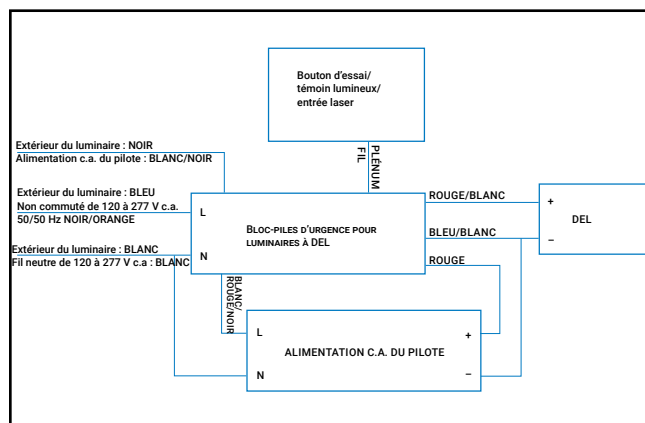 Bouton d'essai/
témoin lumineux/
entrée laser
FIL
PLÉNUM
Extérieur du luminaire : NOIR
Alimentation c.a. du pilote : BLANC/NOIR
Extérieur du luminaire : BLEU
Non commuté de 120 à 277 V c.a.
50/50 Hz NOIR/ORANGE
Extérieur du luminaire : BLANC
Fil neutre de 120 à 277 V c.a : BLANC
L
N
BLOC-PILES D'URGENCE POUR
LUMINAIRES À DEL
ROUGE/BLANC
BLEU/BLANC
ROUGE
+
DEL
–
BLANC/
ROUGE/NOIR
L
N
ALIMENTATION C.A. DU PILOTE
+
–